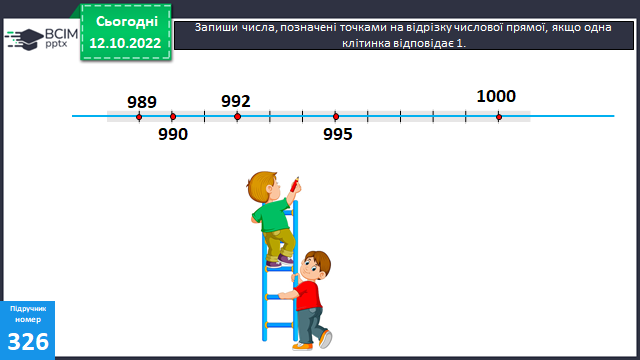 Сьогодні
12.10.2022
ВСІМ
pptx
Запиши числа, позначені точками на відрізку числової прямої, якщо одна
клітинка відповідає 1.
989
992
1000
990
995
Підручник
номер
326